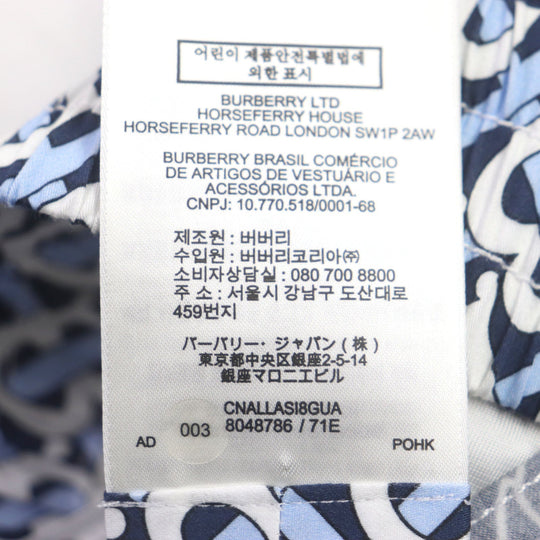 어린이 제품안전특별법에
의한 표시
BURBERRY LTD
HORSEFERRY HOUSE
HORSEFERRY ROAD LONDON SW1P 2AW
BURBERRY BRASIL COMÉRCIO
DE ARTIGOS DE VESTUÁRIO E
ACESSÓRIOS LTDA.
CNPJ: 10.770.518/0001-68
제조원 : 버버리
수입원 : 버버리코리아㈜
소비자상담실 : 080 700 8800
주 소 : 서울시 강남구 도산대로
459번지
バーバリー・ジャパン(株)
東京都中央区銀座2-5-14
銀座マロニエビル
CNALLASI8GUA
AD 003 8048786 / 71E POHK